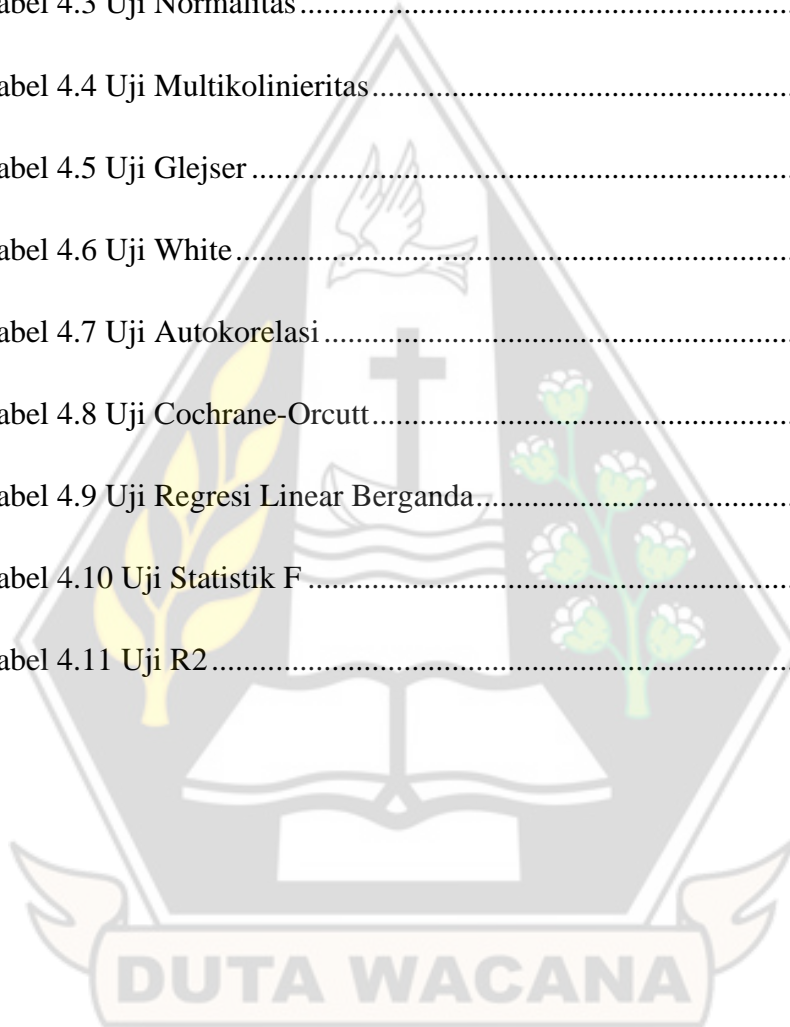 abel 4.3 Uji Normalitas....................................................................
abel 4.4 Uji Multikolinieritas.........................................................
abel 4.5 Uji Glejser...........................................................................
abel 4.6 Uji White.............................................................................
abel 4.7 Uji Autokorelasi................................................................
abel 4.8 Uji Cochrane-Orcutt..........................................................
abel 4.9 Uji Regresi Linear Berganda............................................
abel 4.10 Uji Statistik F....................................................................
abel 4.11 Uji R2................................................................................
DUTA WACANA